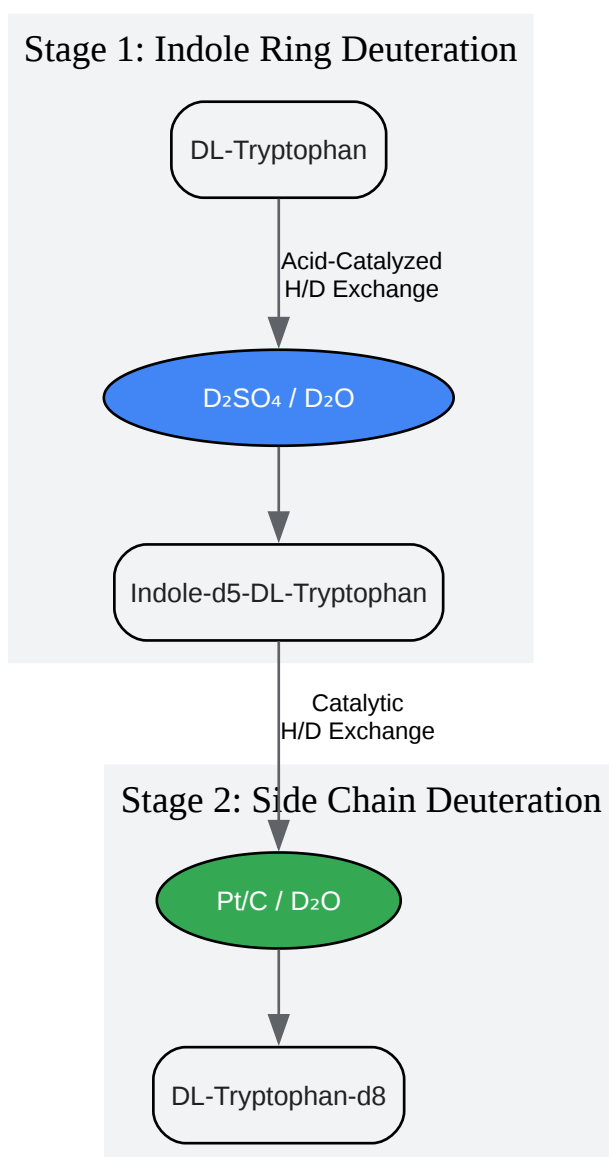 Stage 1: Indole Ring Deuteration
DL-Tryptophan
Acid-Catalyzed
H/D Exchange
D₂SO₄ / D₂O
Indole-d5-DL-Tryptophan
Catalytic
H/D Exchange
Stage 2: Side Chain Deuteration
Pt/C / D₂O
DL-Tryptophan-d8